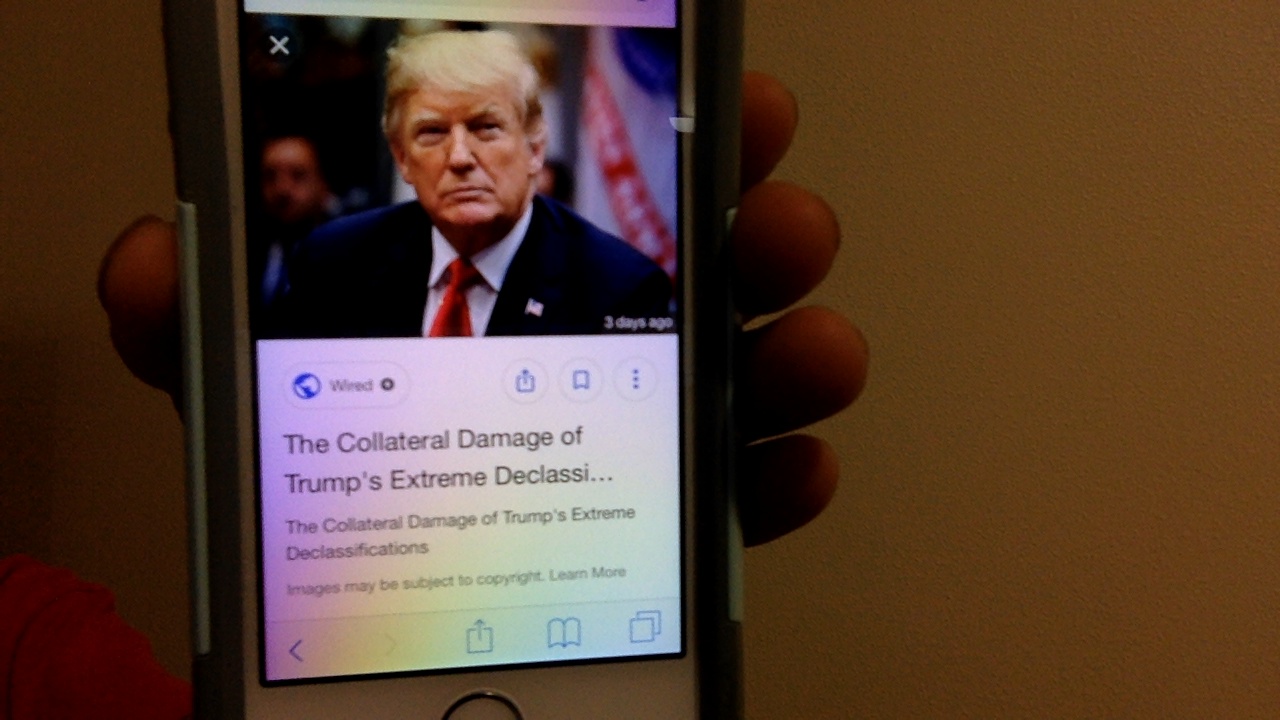 3 days ago
Wired
The Collateral Damage of
Trump's Extreme Declassi...
The Collateral Damage of Trump's Extreme
Declassifications
Images may be subject to copyright. Learn More